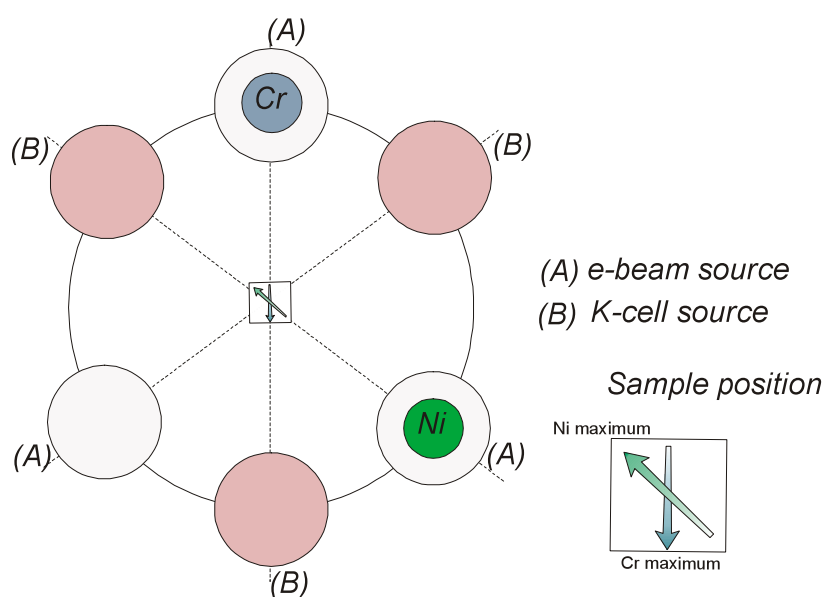 (A)
Cr
(B)
(B)
(A) e-beam source
(B) K-cell source
Sample position
Ni maximum
Ni
(A)
(A)
Cr maximum
(B)